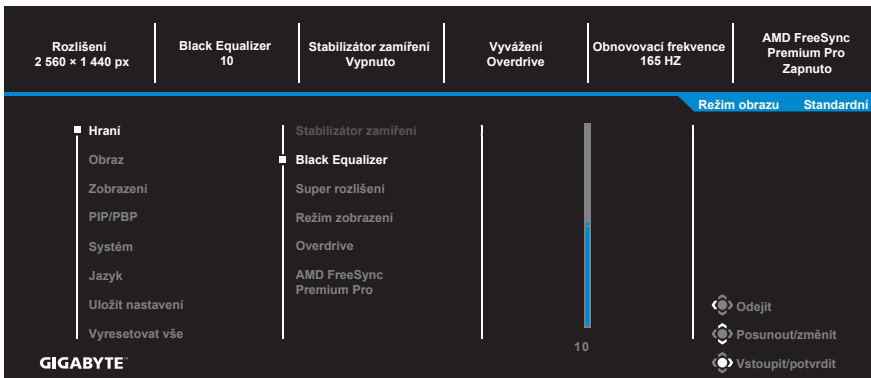 Rozlišení
2 560 × 1 440 px
Black Equalizer
10
Stabilizátor zamíření
Vypnuto
Vyvážení
Overdrive
Obnovovací frekvence
165 HZ
AMD FreeSync
Premium Pro
Zapnuto
Režim obrazu Standardní
Hraní
Obraz
Zobrazení
PIP/PBP
Systém
Jazyk
Uložit nastavení
Vyresetovat vše
Stabilizátor zamíření
Black Equalizer
Super rozlišení
Režim zobrazení
Overdrive
AMD FreeSync
Premium Pro
10
Odejít
Posunout/změnit
Vstoupit/potvrdit
GIGABYTE™